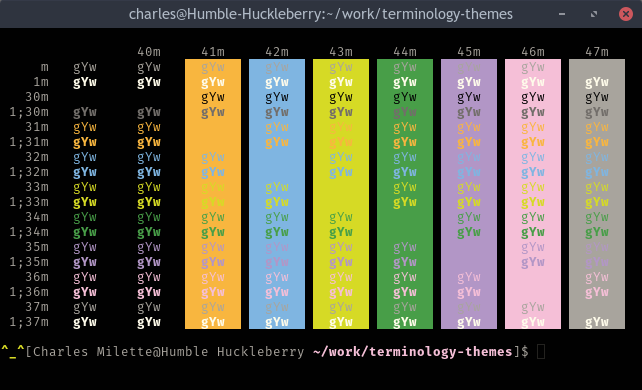 charles@Humble-Huckleberry:~/work/terminology-themes
40m 41m 42m 43m 44m 45m 46m 47m
m gYw gYw gYw gYw gYw gYw gYw gYw
1m gYw gYw gYw gYw gYw gYw gYw gYw gYw
30m gYw gYw gYw gYw gYw gYw gYw
1;30m gYw gYw gYw gYw gYw gYw gYw gYw gYw
31m gYw gYw gYw gYw gYw gYw gYw gYw
1;31m gYw gYw gYw gYw gYw gYw gYw gYw
32m gYw gYw gYw gYw gYw gYw gYw gYw
1;32m gYw gYw gYw gYw gYw gYw gYw gYw
33m gYw gYw gYw gYw gYw gYw gYw gYw
1;33m gYw gYw gYw gYw gYw gYw gYw gYw
34m gYw gYw gYw gYw gYw gYw gYw gYw
1;34m gYw gYw gYw gYw gYw gYw gYw gYw
35m gYw gYw gYw gYw gYw gYw gYw gYw
1;35m gYw gYw gYw gYw gYw gYw gYw gYw
36m gYw gYw gYw gYw gYw gYw gYw gYw
1;36m gYw gYw gYw gYw gYw gYw gYw gYw
37m gYw gYw gYw gYw gYw gYw gYw gYw
1;37m gYw gYw gYw gYw gYw gYw gYw gYw gYw
^_^[Charles Milette@Humble Huckleberry ~/work/terminology-themes]$